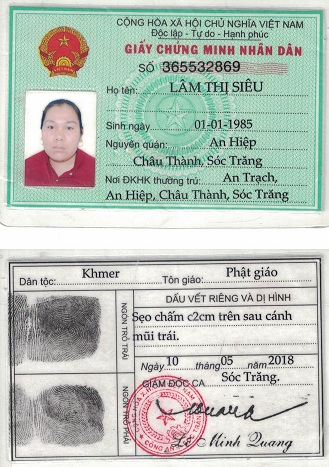 CỘNG HÒA XÃ HỘI CHỦ NGHĨA VIỆT NAM
Độc lập - Tự do - Hạnh phúc
GIẤY CHỨNG MINH NHÂN DÂN
SỐ 365532869
Họ tên: LÂM THỊ SIÊU
Sinh ngày 01-01-1985
Nguyên quán: An Hiệp
Châu Thành, Sóc Trăng
Nơi ĐKHK thường trú: An Trạch,
An Hiệp, Châu Thành, Sóc Trăng
Dân tộc: Khmer Tôn giáo: Phật giáo
NGÓN TRỎ TRÁI
NGÓN TRỎ PHẢI
DẤU VẾT RIÊNG VÀ DỊ HÌNH
Sẹo chấm c2cm trên sau cánh
mũi trái.
Ngày 10 tháng 05 năm 2018
GIÁM ĐỐC CA Sóc Trăng.
Lê Minh Quang